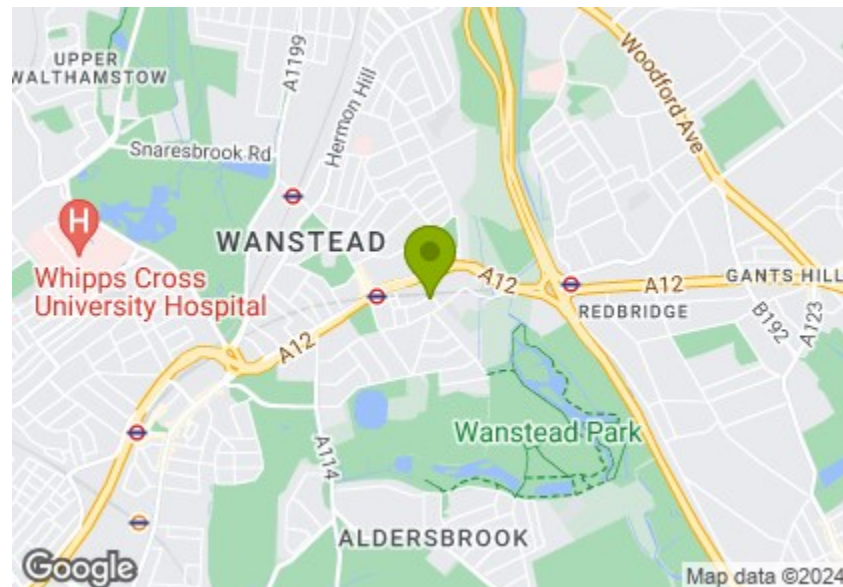 UPPER
WALTHAMSTOW
A1199
Hermon Hill
Woodford Ave
Snaresbrook Rd
H
WANSTEAD
Whipps Cross
University Hospital
A12
A12
GANTS HILL
REDBRIDGE
B192
A123
A12
Wanstead Park
A114
ALDERSBROOK
Google
Map data ©2024